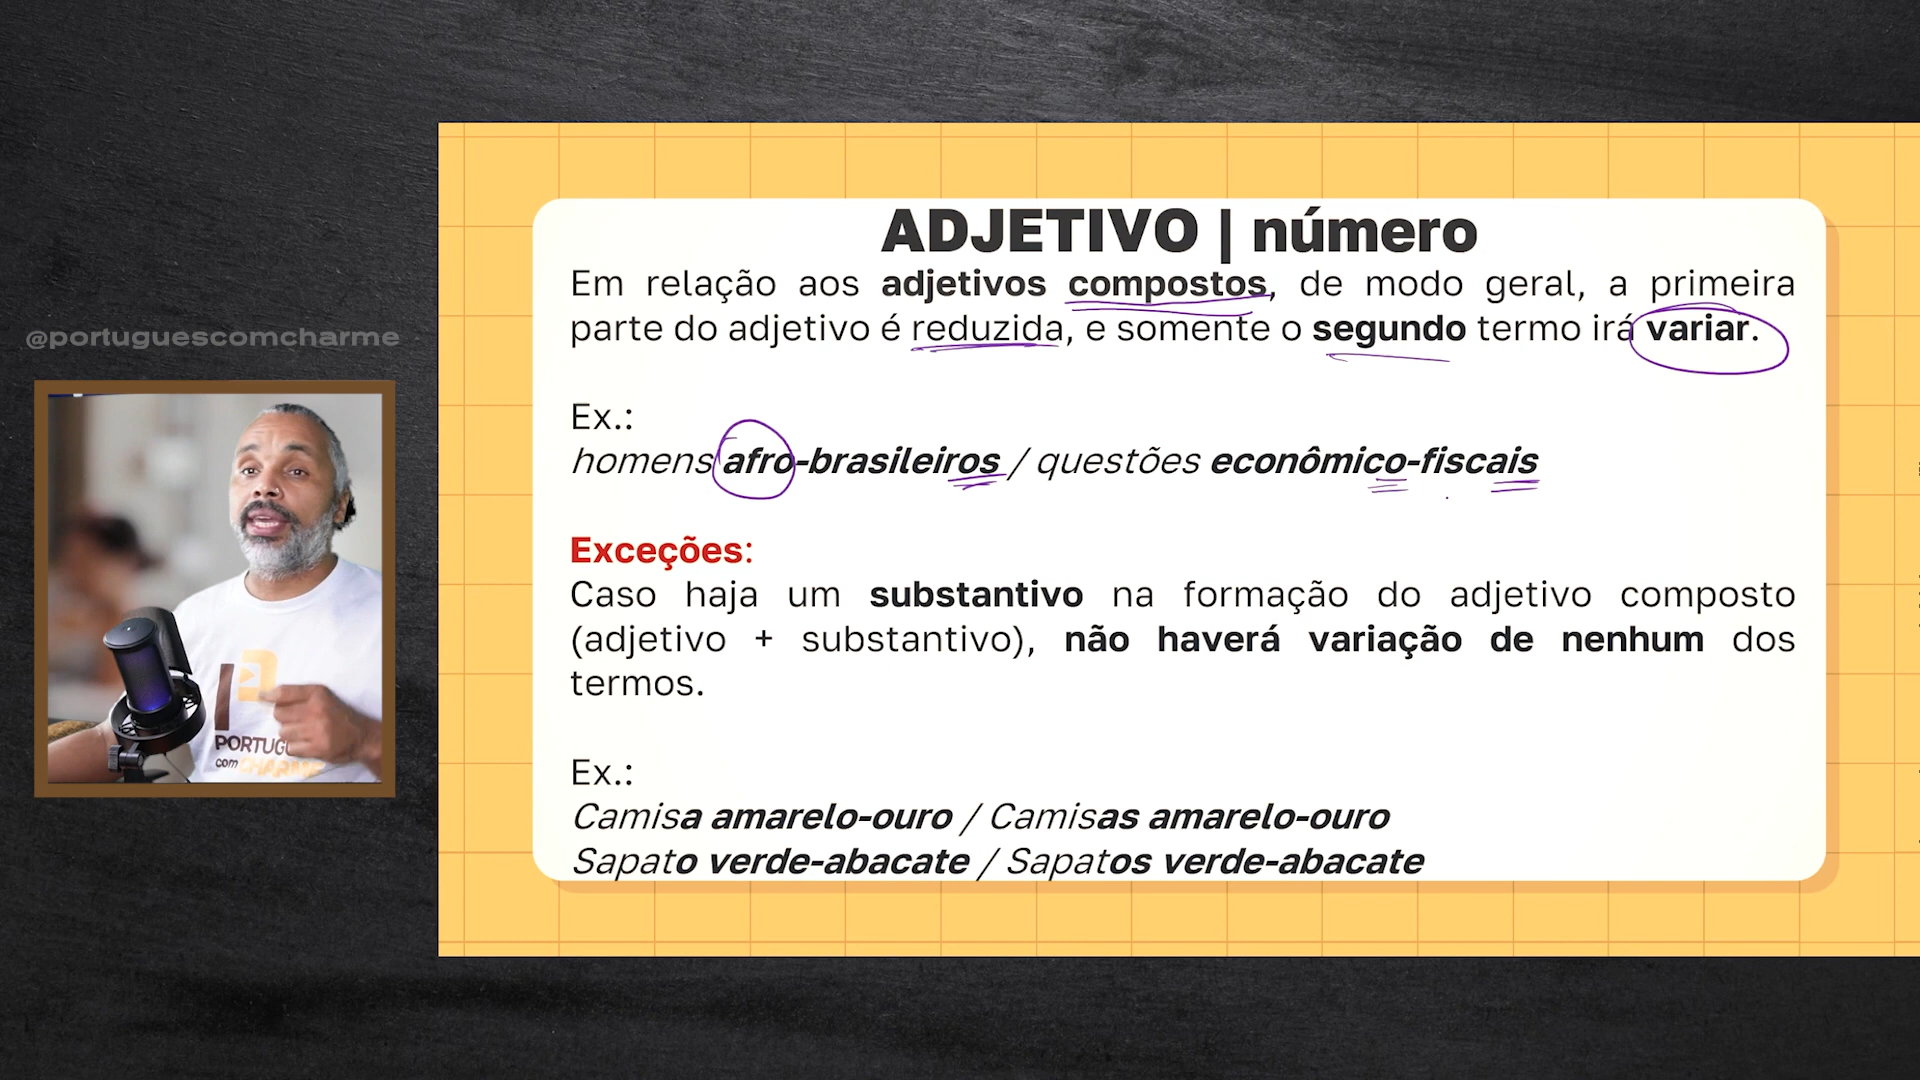 ADJETIVO | número
Em relação aos adjetivos compostos, de modo geral, a primeira
parte do adjetivo é reduzida, e somente o segundo termo irá variar.
Ex.:
homens afro-brasileiros / questões econômico-fiscais
Exceções:
Caso haja um substantivo na formação do adjetivo composto
(adjetivo + substantivo), não haverá variação de nenhum dos
termos.
Ex.:
Camisa amarelo-ouro / Camisas amarelo-ouro
Sapato verde-abacate / Sapatos verde-abacate
@portuguescomcharme
com CHARME